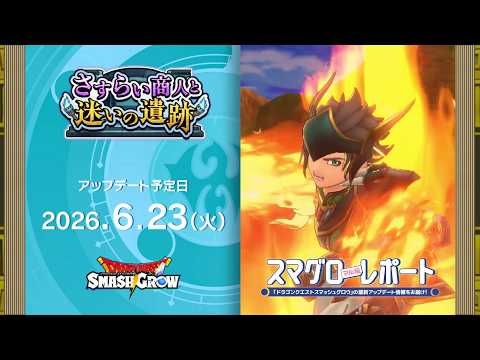 さすらい商人と
迷いの遺跡
アップデート予定日
2026.6.23(火)
DRAGON QUEST
SMASH/GROW
スマグロレポート
マル秘
「ドラゴンクエストスマッシュグロウ」の最新アップデート情報をお届け!